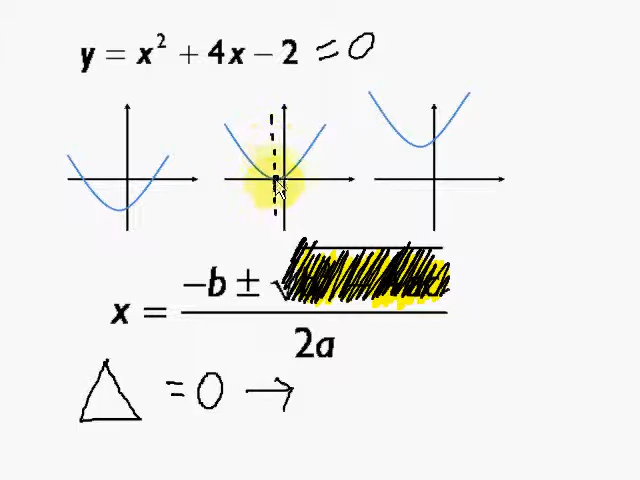 y = x² + 4x − 2 = 0
x = −b ± √ / 2a
△ = 0 →